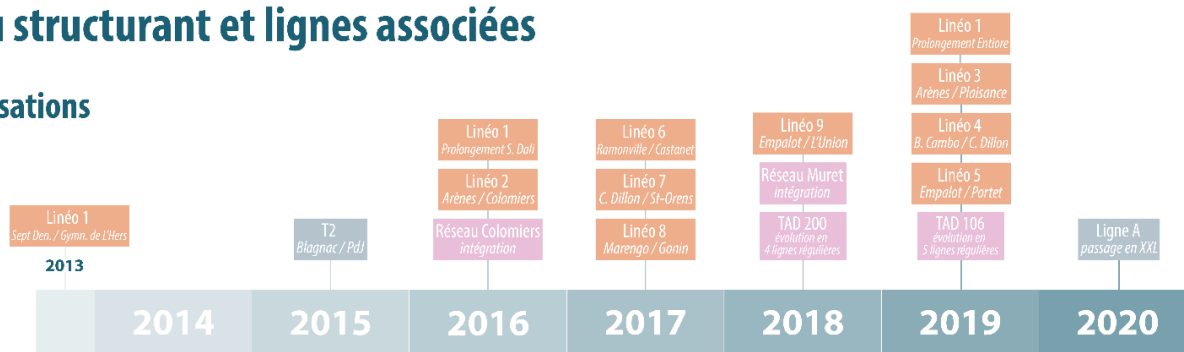 u structurant et lignes associées
sations
Linéo 1
Sept Den. / Gymn. de L'Hers
2013
2014
T2
Blagnac / PdJ
2015
Linéo 1
Prolongement S. Dali
Linéo 2
Arènes / Colomiers
Réseau Colomiers
intégration
2016
Linéo 6
Ramonville / Castanet
Linéo 7
C. Dillon / St-Orens
Linéo 8
Marengo / Gonin
2017
Linéo 9
Empalot / L'Union
Réseau Muret
intégration
TAD 200
évolution en
4 lignes régulières
2018
Linéo 1
Prolongement Entiore
Linéo 3
Arènes / Plaisance
Linéo 4
B. Cambo / C. Dillon
Linéo 5
Empalot / Portet
TAD 106
évolution en
5 lignes régulières
2019
Ligne A
passage en XXL
2020